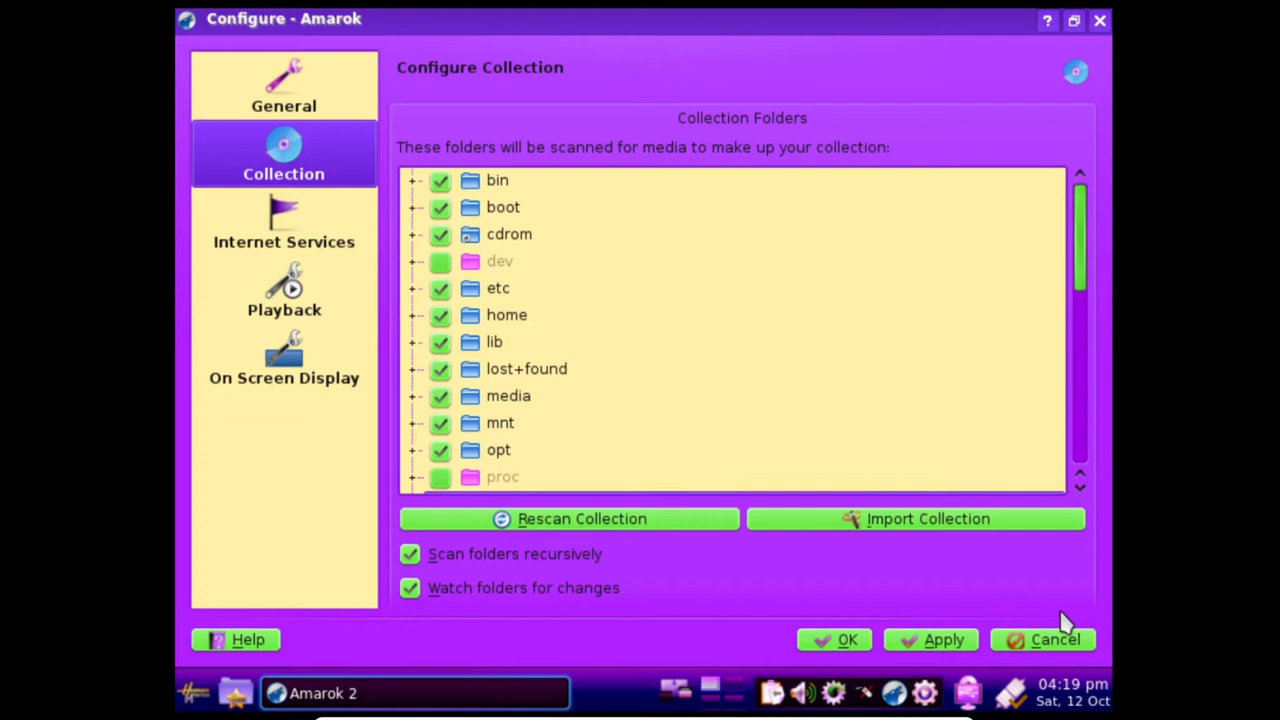 Configure - Amarok
?
General
Collection
Internet Services
Playback
On Screen Display
Configure Collection
Collection Folders
These folders will be scanned for media to make up your collection:
bin
boot
cdrom
dev
etc
home
lib
lost+found
media
mnt
opt
proc
Rescan Collection
Import Collection
Scan folders recursively
Watch folders for changes
Help
OK
Apply
Cancel
Amarok 2
04:19 pm
Sat, 12 Oct